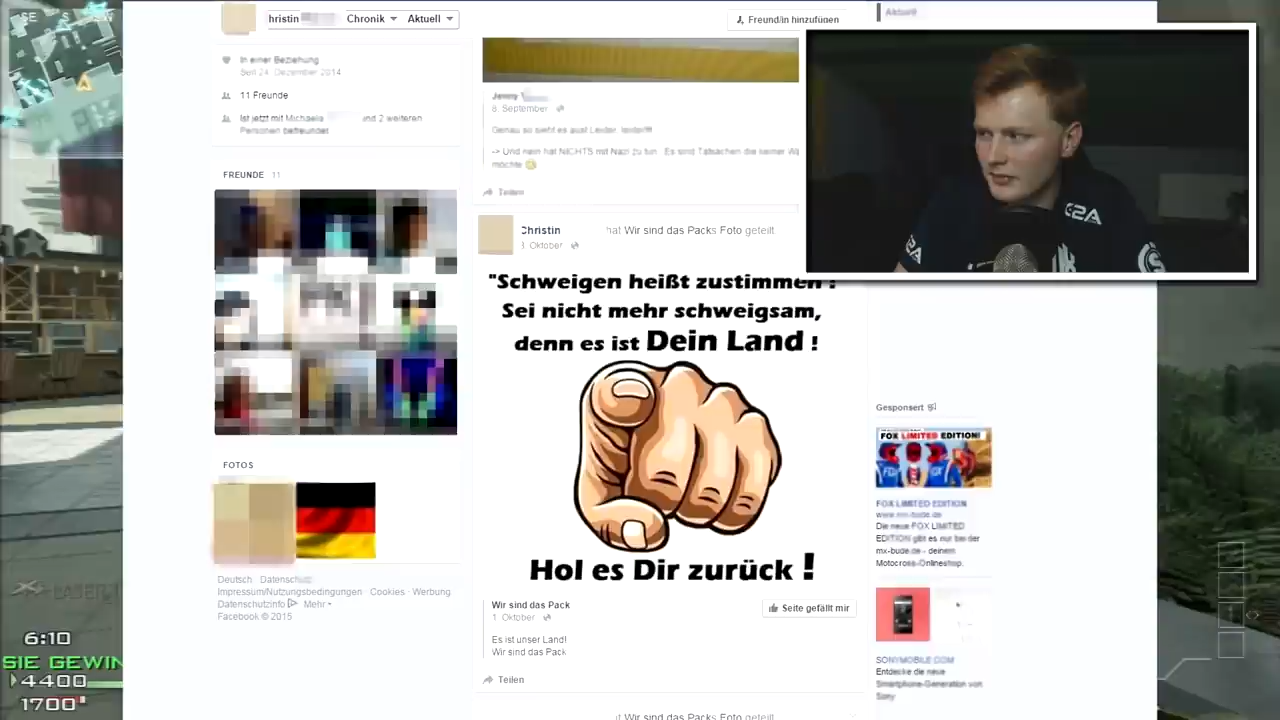 hristin
Chronik
Aktuell
Freund/in hinzufügen
In einer Beziehung
Seit 24. Dezember 2014
11 Freunde
Ist jetzt mit Michaela und 2 weiteren
Personen befreundet
FREUNDE 11
FOTOS
Deutsch Datenschutz
Impressum/Nutzungsbedingungen · Cookies · Werbung
Datenschutzinfo Mehr
Facebook © 2015
Jenny
8. September
Genau so sieht es aus! Leider, leider!!!!
-> Und nein hat NICHTS mit Nazi zu tun Es sind Tatsachen die keiner
möchte
Teilen
Christin hat Wir sind das Packs Foto geteilt
3 Oktober
"Schweigen heißt zustimmen !
Sei nicht mehr schweigsam,
denn es ist Dein Land !
Hol es Dir zurück !
Wir sind das Pack
1. Oktober
Seite gefällt mir
Es ist unser Land!
Wir sind das Pack
Teilen
Wir sind das Packs Foto geteilt
Aktuell
G2A
G2A
Gesponsert
FOX LIMITED EDITION!
FOX LIMITED EDITION
www.mx-bude.de
Die neue FOX LIMITED
EDITION gibt es nur bei der
mx-bude.de - deinem
Motocross-Onlineshop.
SONYMOBILE.COM
Entdecke die neue
Smartphone-Generation von
Sony
6:10
SIE GEWIN
4400
1700